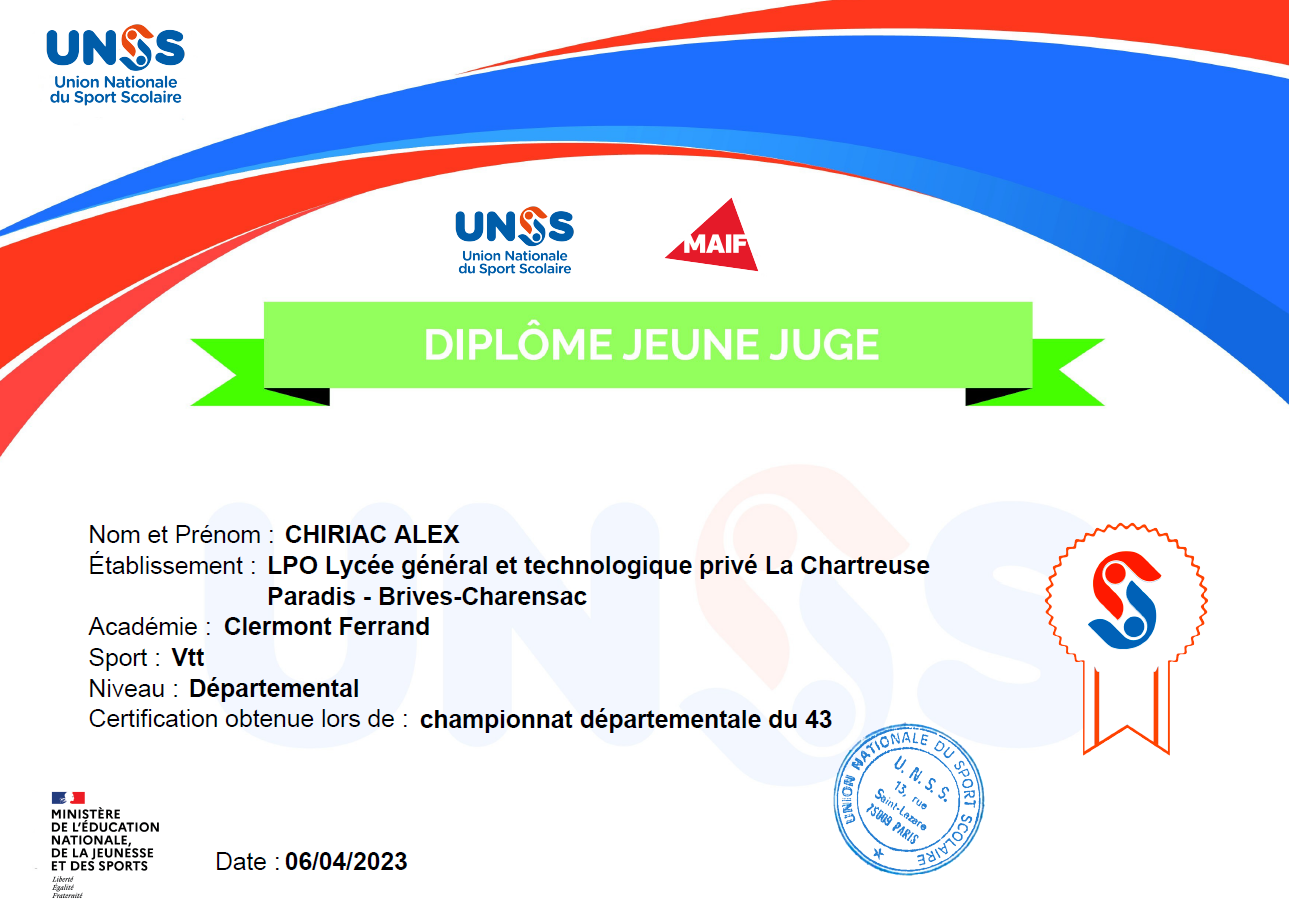 UNSS
Union Nationale
du Sport Scolaire
UNSS
Union Nationale
du Sport Scolaire
MAIF
DIPLÔME JEUNE JUGE
UNSS
Nom et Prénom : CHIRIAC ALEX
Établissement : LPO Lycée général et technologique privé La Chartreuse
Paradis - Brives-Charensac
Académie : Clermont Ferrand
Sport : Vtt
Niveau : Départemental
Certification obtenue lors de : championnat départementale du 43
UNION NATIONALE DU SPORT SCOLAIRE
U. N. S. S.
13, rue
Saint-Lazare
75009 PARIS
MINISTÈRE
DE L'ÉDUCATION
NATIONALE,
DE LA JEUNESSE
ET DES SPORTS
Liberté
Égalité
Fraternité
Date : 06/04/2023